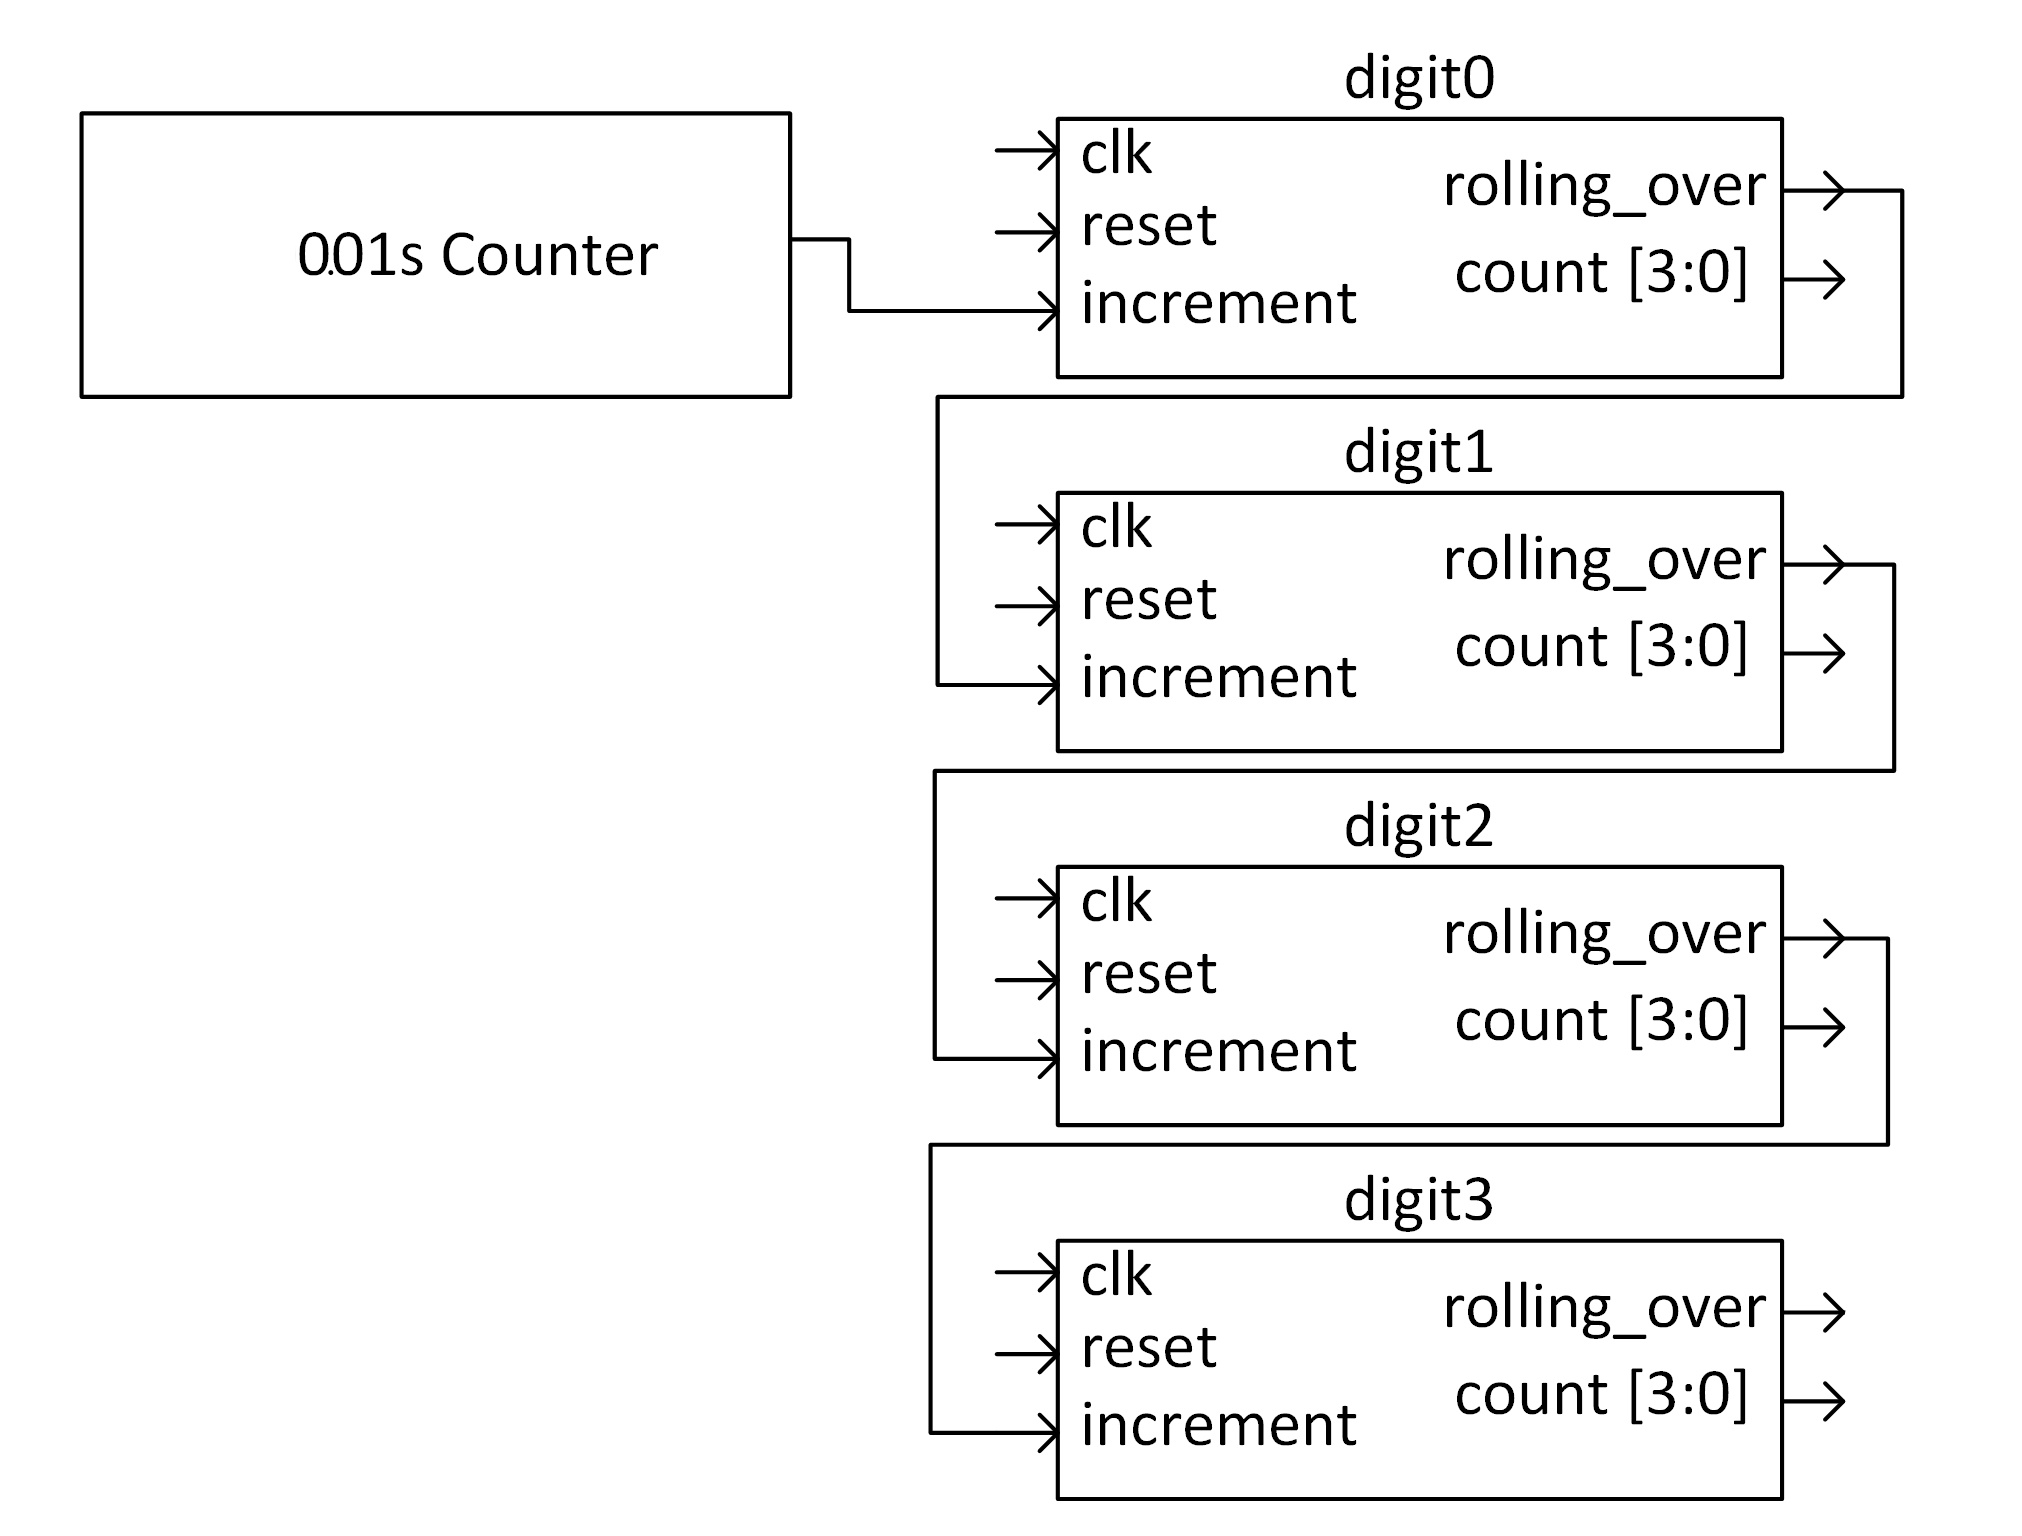 digit0
0.01s Counter
clk
reset
increment
rolling_over
count [3:0]
digit1
clk
reset
increment
rolling_over
count [3:0]
digit2
clk
reset
increment
rolling_over
count [3:0]
digit3
clk
reset
increment
rolling_over
count [3:0]